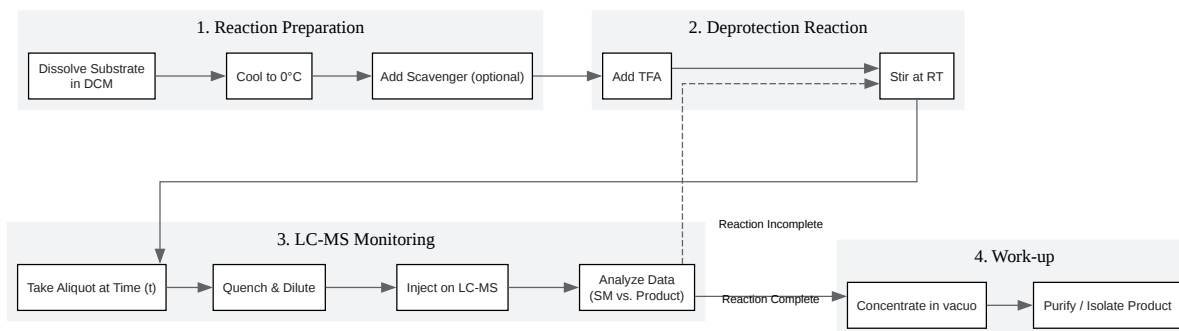 1. Reaction Preparation
Dissolve Substrate
in DCM
Cool to 0°C
Add Scavenger (optional)
2. Deprotection Reaction
Add TFA
Stir at RT
3. LC-MS Monitoring
Take Aliquot at Time (t)
Quench & Dilute
Inject on LC-MS
Analyze Data
(SM vs. Product)
Reaction Incomplete
Reaction Complete
4. Work-up
Concentrate in vacuo
Purify / Isolate Product